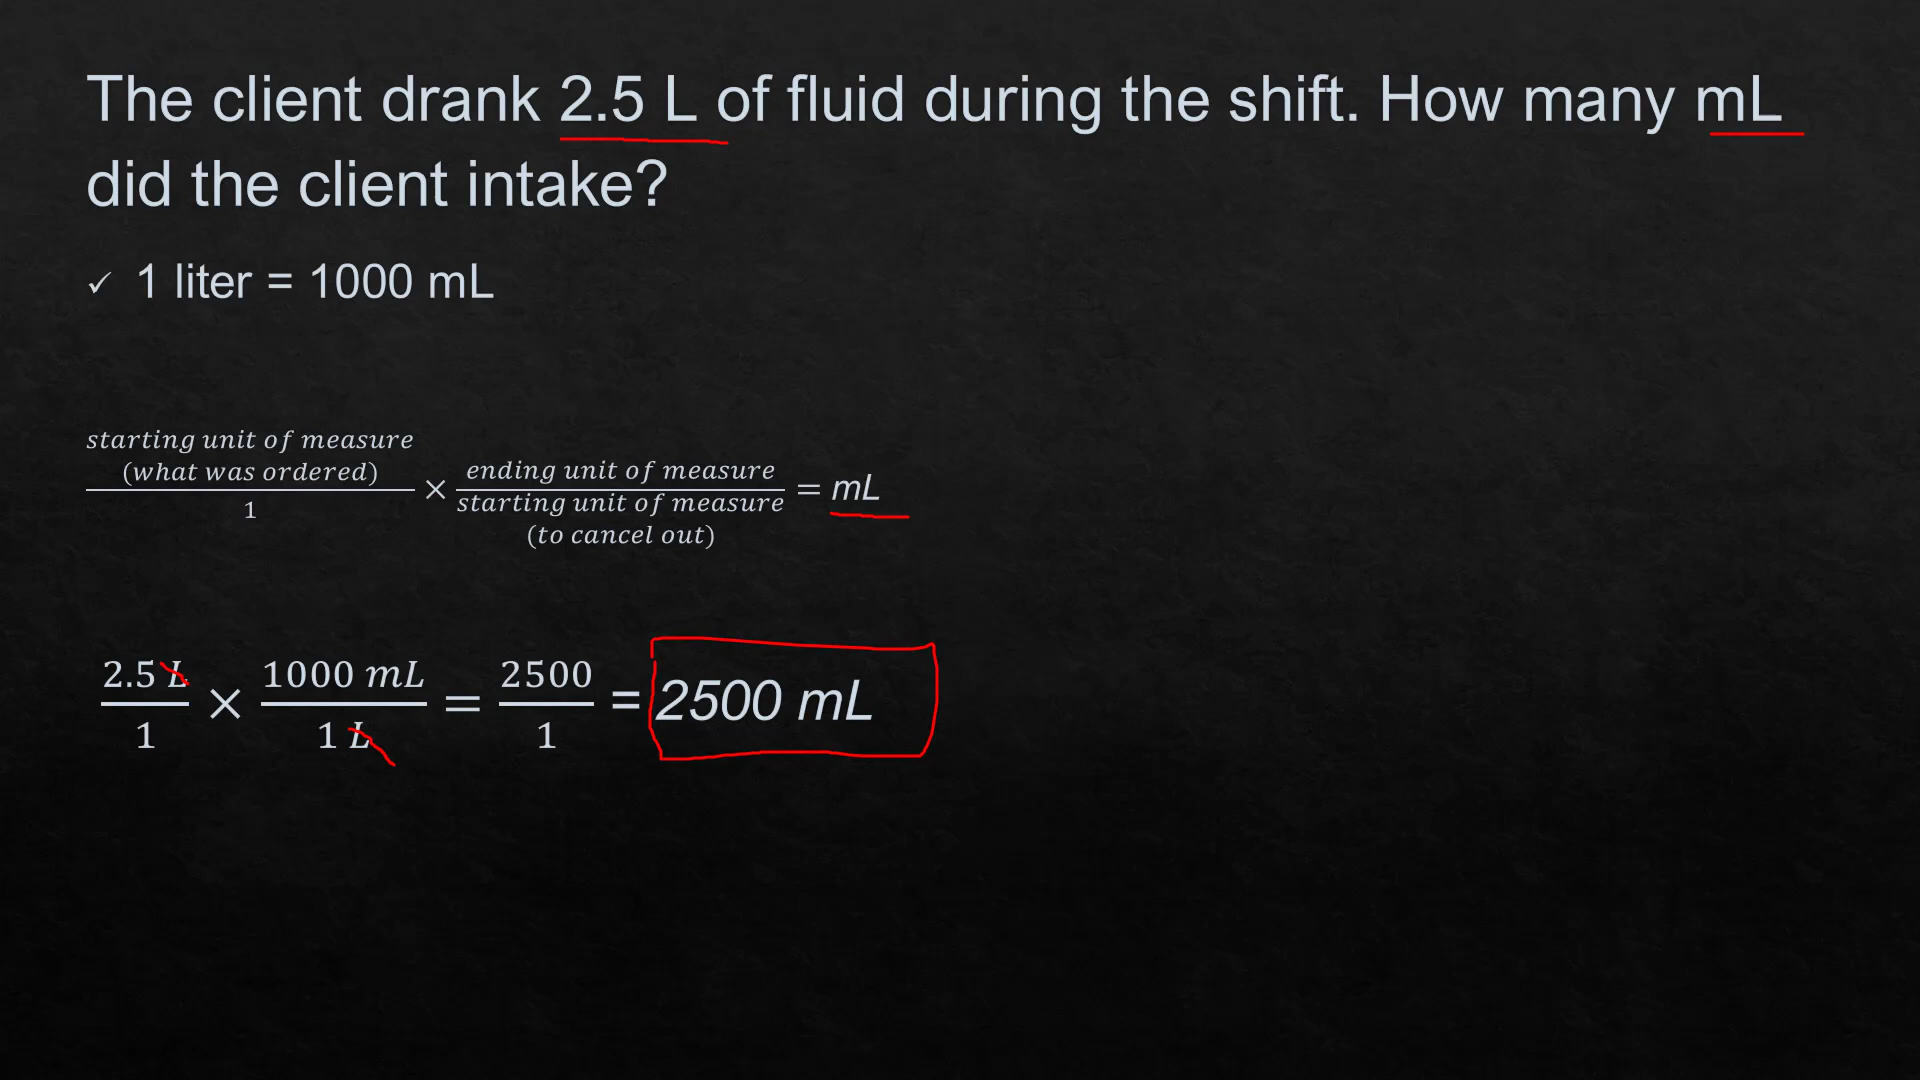 The client drank 2.5 L of fluid during the shift. How many mL
did the client intake?
✓ 1 liter = 1000 mL
starting unit of measure
(what was ordered)
1
×
ending unit of measure
starting unit of measure
(to cancel out)
= mL
2.5 L / 1 × 1000 mL / 1 L = 2500 / 1 = 2500 mL